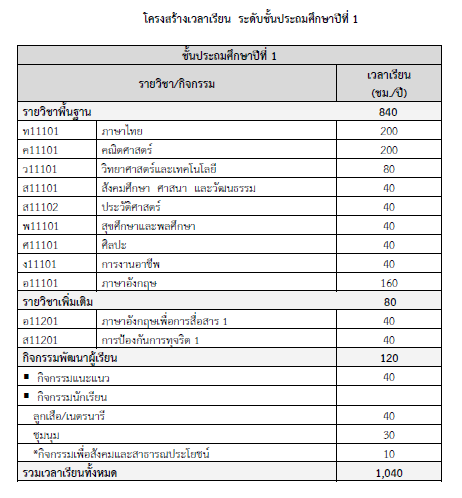 โครงสร้างเวลาเรียน ระดับชั้นประถมศึกษาปีที่ 1
ชั้นประถมศึกษาปีที่ 1
รายวิชา/กิจกรรม เวลาเรียน
(ชม./ปี)
รายวิชาพื้นฐาน 840
ท11101 ภาษาไทย 200
ค11101 คณิตศาสตร์ 200
ว11101 วิทยาศาสตร์และเทคโนโลยี 80
ส11101 สังคมศึกษา ศาสนา และวัฒนธรรม 40
ส11102 ประวัติศาสตร์ 40
พ11101 สุขศึกษาและพลศึกษา 40
ศ11101 ศิลปะ 40
ง11101 การงานอาชีพ 40
อ11101 ภาษาอังกฤษ 160
รายวิชาเพิ่มเติม 80
อ11201 ภาษาอังกฤษเพื่อการสื่อสาร 1 40
ส11201 การป้องกันการทุจริต 1 40
กิจกรรมพัฒนาผู้เรียน 120
▪ กิจกรรมแนะแนว 40
▪ กิจกรรมนักเรียน
ลูกเสือ/เนตรนารี 40
ชุมนุม 30
*กิจกรรมเพื่อสังคมและสาธารณประโยชน์ 10
รวมเวลาเรียนทั้งหมด 1,040